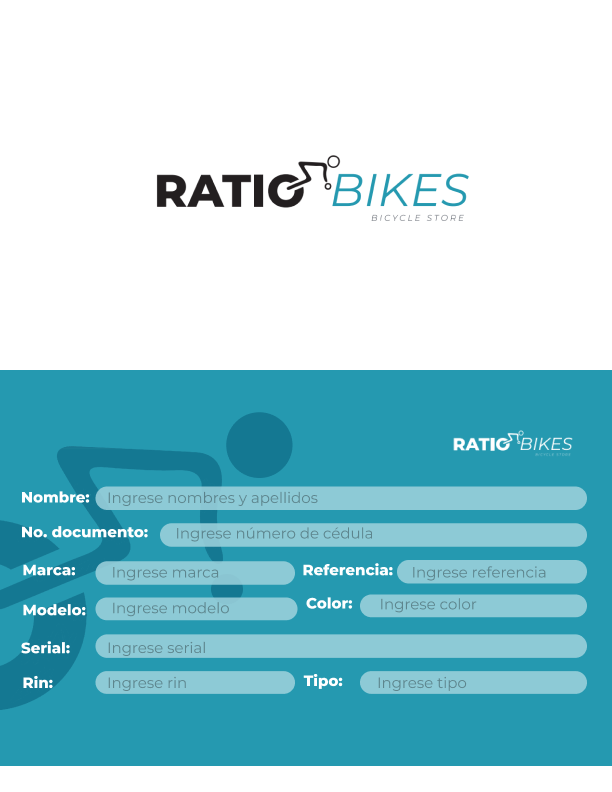 RATIO BIKES
BICYCLE STORE
RATIO BIKES
BICYCLE STORE
Nombre: Ingrese nombres y apellidos
No. documento: Ingrese número de cédula
Marca: Ingrese marca Referencia: Ingrese referencia
Modelo: Ingrese modelo Color: Ingrese color
Serial: Ingrese serial
Rin: Ingrese rin Tipo: Ingrese tipo